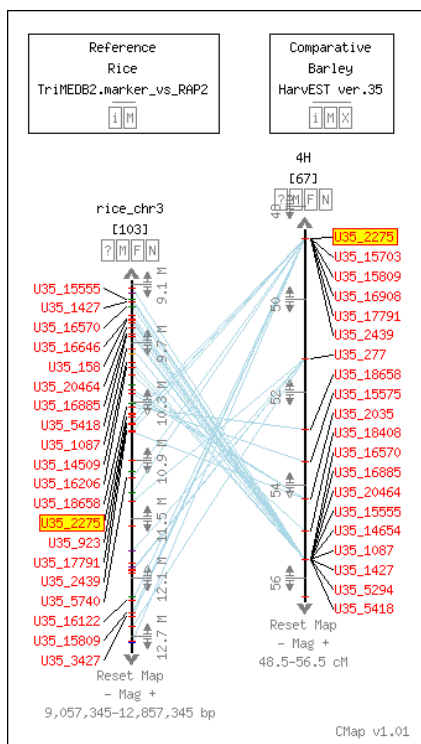 Reference
Rice
TriMEDB2.marker_vs_RAP2
i M
Comparative
Barley
HarvEST ver.35
i M X
4H
[67]
? M F N
rice_chr3
[103]
? M F N
U35_15555
U35_1427
U35_16570
U35_16646
U35_158
U35_20464
U35_16885
U35_5418
U35_1087
U35_14509
U35_16206
U35_18658
U35_2275
U35_923
U35_17791
U35_2439
U35_5740
U35_16122
U35_15809
U35_3427
9.1 M
9.7 M
10.3 M
10.9 M
11.5 M
12.1 M
12.7 M
Reset Map
- Mag +
9,057,345-12,857,345 bp
50
52
54
56
U35_2275
U35_15703
U35_15809
U35_16908
U35_17791
U35_2439
U35_277
U35_18658
U35_15575
U35_2035
U35_18408
U35_16570
U35_16885
U35_20464
U35_15555
U35_14654
U35_1087
U35_1427
U35_5294
U35_5418
Reset Map
- Mag +
48.5-56.5 cM
CMap v1.01